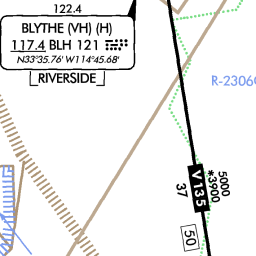 122.4
BLYTHE (VH) (H)
117.4 BLH 121
N33°35.76' W114°45.68'
RIVERSIDE
R-2306
V 135
5000
*3900
37
50